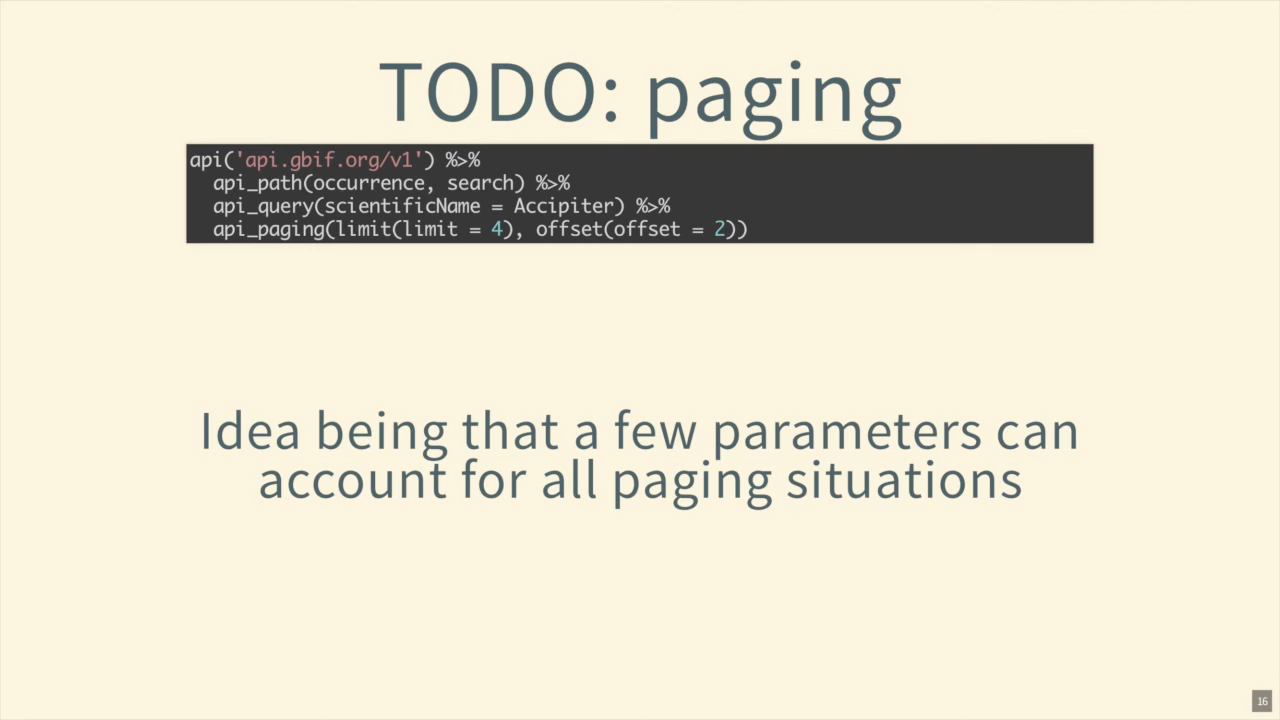 TODO: paging
api('api.gbif.org/v1') %>%
  api_path(occurrence, search) %>%
  api_query(scientificName = Accipiter) %>%
  api_paging(limit(limit = 4), offset(offset = 2))
Idea being that a few parameters can
account for all paging situations
16